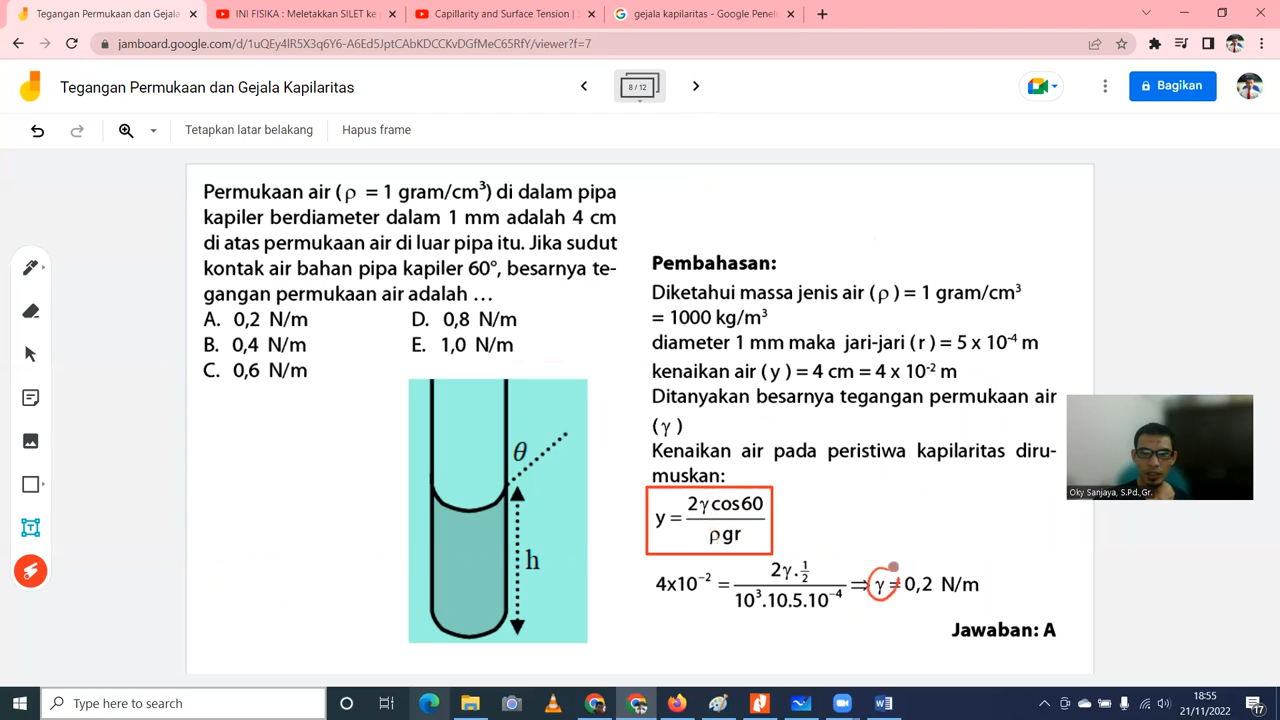 Tegangan Permukaan dan Gejala
INI FISIKA : Meletakkan SILET ke
Capillarity and Surface Tension |
gejala kapilaritas - Google Penel
jamboard.google.com/d/1uQEy4lR5X3q6Y6-A6Ed5JptCAbKDCCKvDGfMeC65RfY/viewer?f=7
Tegangan Permukaan dan Gejala Kapilaritas
8 / 12
Bagikan
Tetapkan latar belakang
Hapus frame
Permukaan air ( ρ = 1 gram/cm³) di dalam pipa
kapiler berdiameter dalam 1 mm adalah 4 cm
di atas permukaan air di luar pipa itu. Jika sudut
kontak air bahan pipa kapiler 60°, besarnya te-
gangan permukaan air adalah …
A. 0,2 N/m
B. 0,4 N/m
C. 0,6 N/m
D. 0,8 N/m
E. 1,0 N/m
θ
h
Pembahasan:
Diketahui massa jenis air ( ρ ) = 1 gram/cm³
= 1000 kg/m³
diameter 1 mm maka jari-jari ( r ) = 5 x 10⁻⁴ m
kenaikan air ( y ) = 4 cm = 4 x 10⁻² m
Ditanyakan besarnya tegangan permukaan air
( γ )
Kenaikan air pada peristiwa kapilaritas diru-
muskan:
y = 2γcos60 / ρgr
4x10⁻² = 2γ.½ / 10³.10.5.10⁻⁴ ⇒ γ = 0,2 N/m
Jawaban: A
Oky Sanjaya, S.Pd.,Gr.
Type here to search
18:55
21/11/2022
17